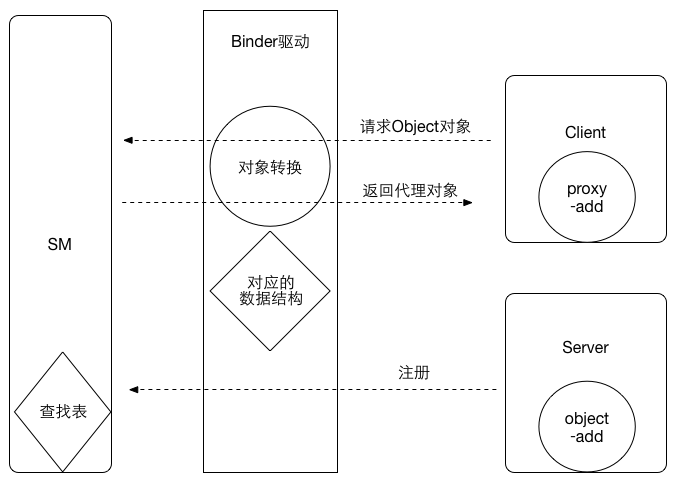 Binder驱动
请求Object对象
Client
对象转换
返回代理对象
proxy
-add
SM
对应的
数据结构
Server
注册
查找表
object
-add